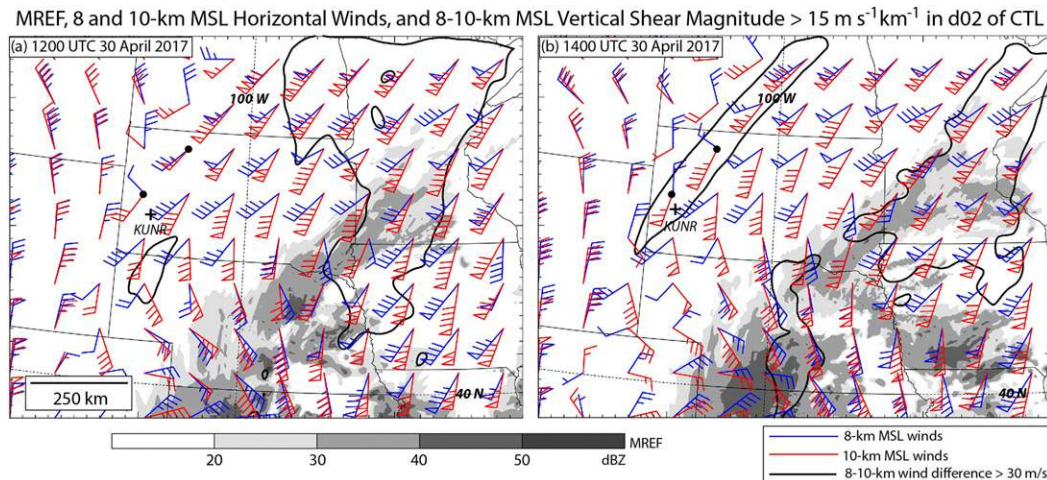 MREF, 8 and 10-km MSL Horizontal Winds, and 8-10-km MSL Vertical Shear Magnitude > 15 m s⁻¹km⁻¹ in d02 of CTL
(a) 1200 UTC 30 April 2017
(b) 1400 UTC 30 April 2017
100 W
100 W
KUNR
KUNR
0
250 km
40 N
40 N
MREF
20 30 40 50 dBZ
8-km MSL winds
10-km MSL winds
8-10-km wind difference > 30 m/s